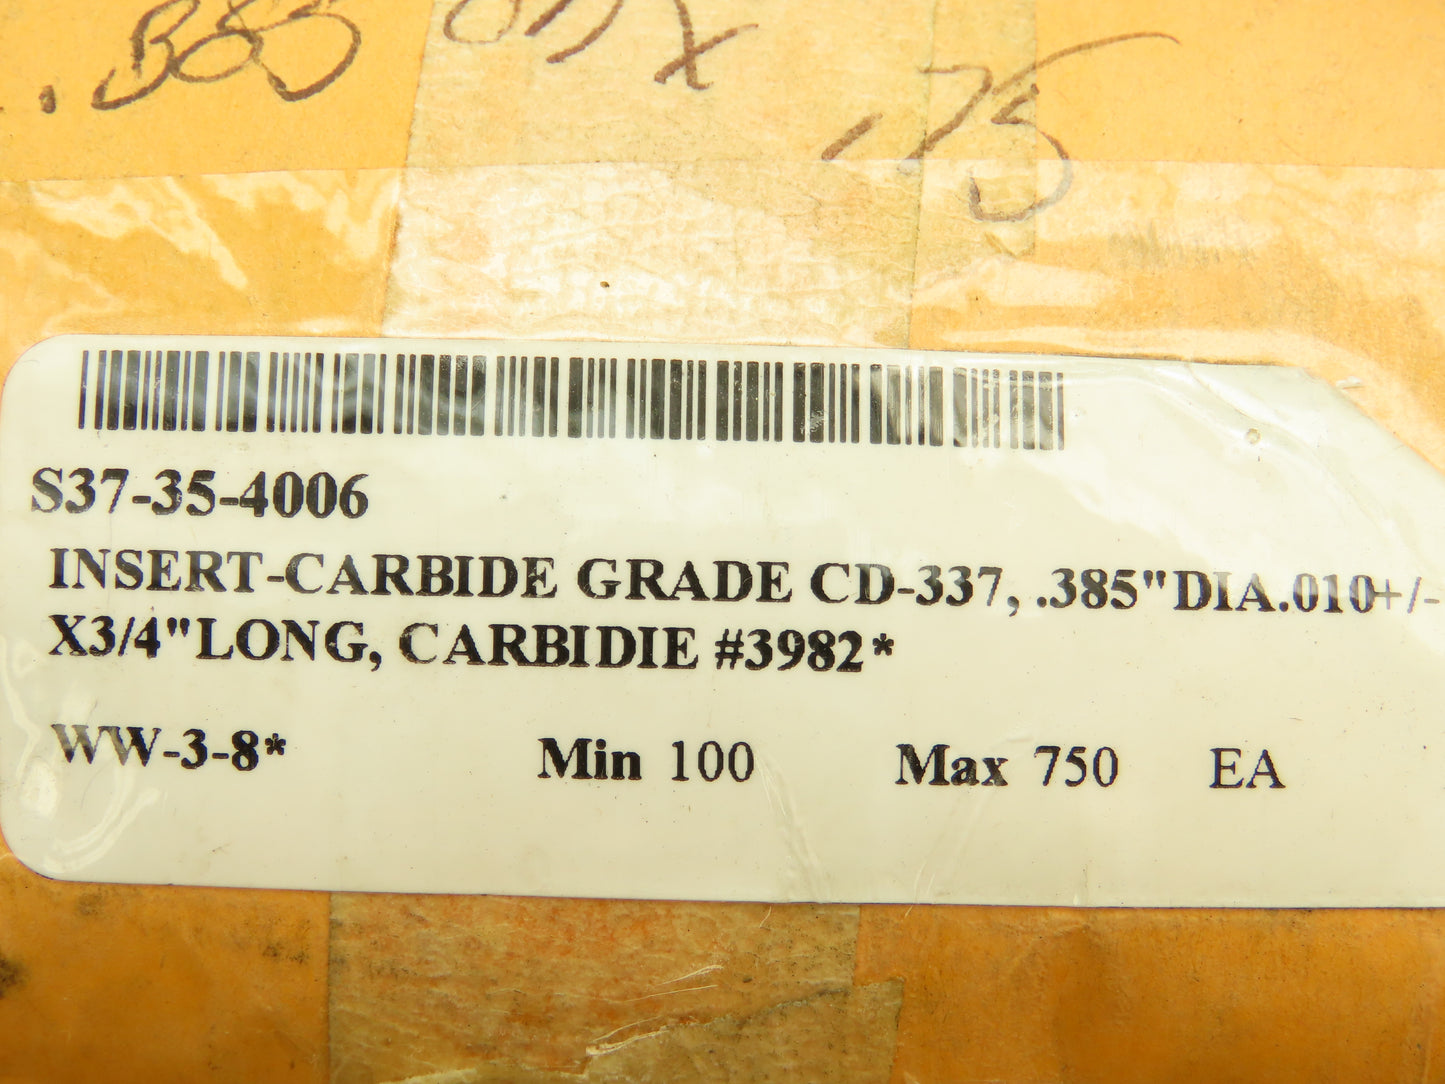 .385 DIA X .75
S37-35-4006
INSERT-CARBIDE GRADE CD-337, .385"DIA.010+/-
X3/4"LONG, CARBIDIE #3982*
WW-3-8* Min 100 Max 750 EA